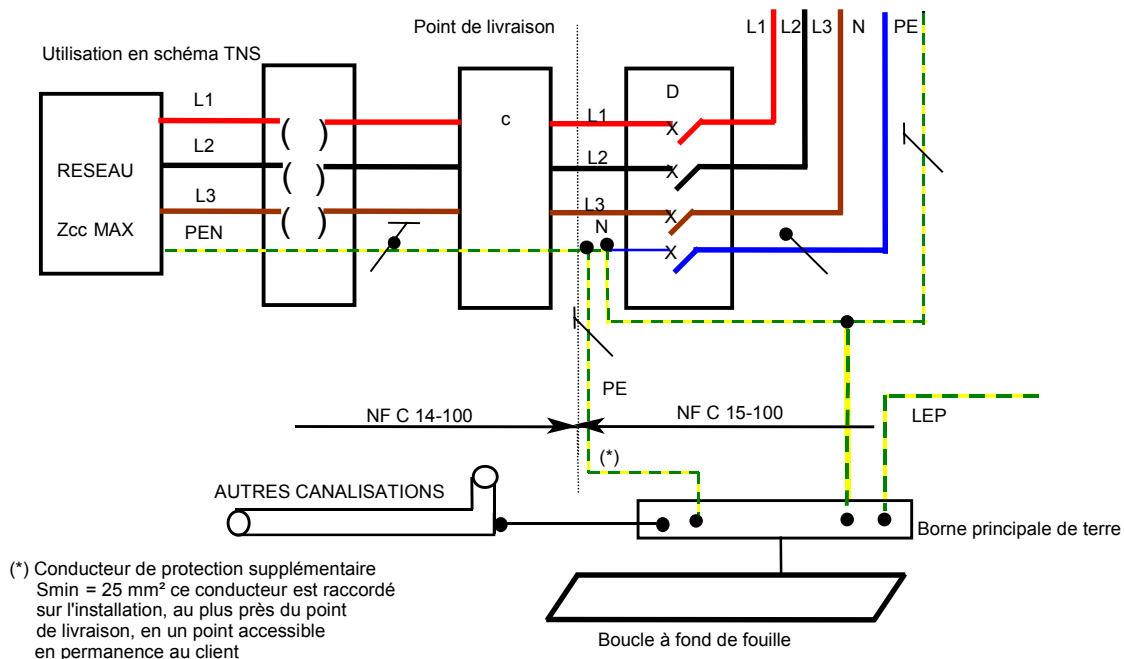 Point de livraison
L1 L2 L3 N PE
Utilisation en schéma TNS
D
L1
c
L1
L2
L2
RESEAU
L3
L3
Zcc MAX
PEN
N
X
X
X
X
PE
NF C 14-100
NF C 15-100
LEP
(*)
AUTRES CANALISATIONS
Borne principale de terre
(*) Conducteur de protection supplémentaire
Smin = 25 mm² ce conducteur est raccordé
sur l'installation, au plus près du point
de livraison, en un point accessible
en permanence au client
Boucle à fond de fouille